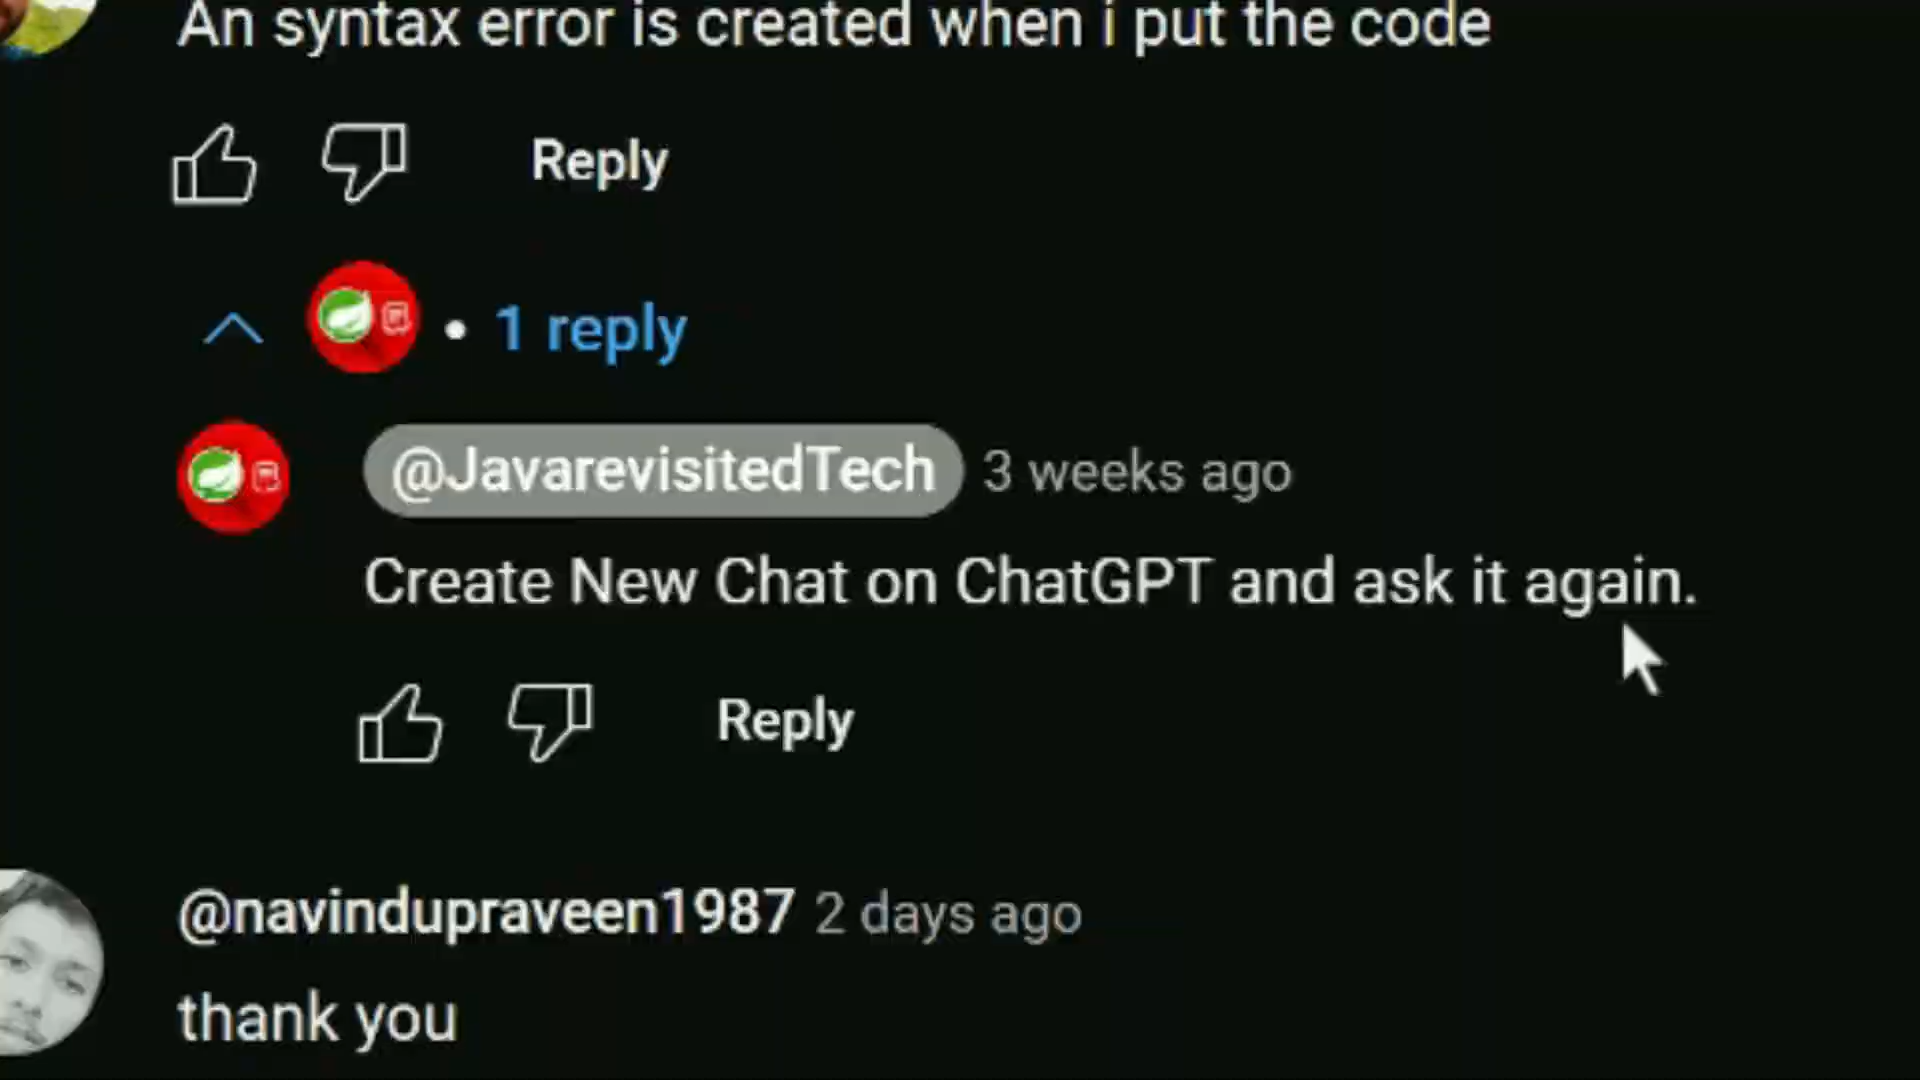 An syntax error is created when i put the code
Reply
• 1 reply
@JavarevisitedTech 3 weeks ago
Create New Chat on ChatGPT and ask it again.
Reply
@navindupraveen1987 2 days ago
thank you